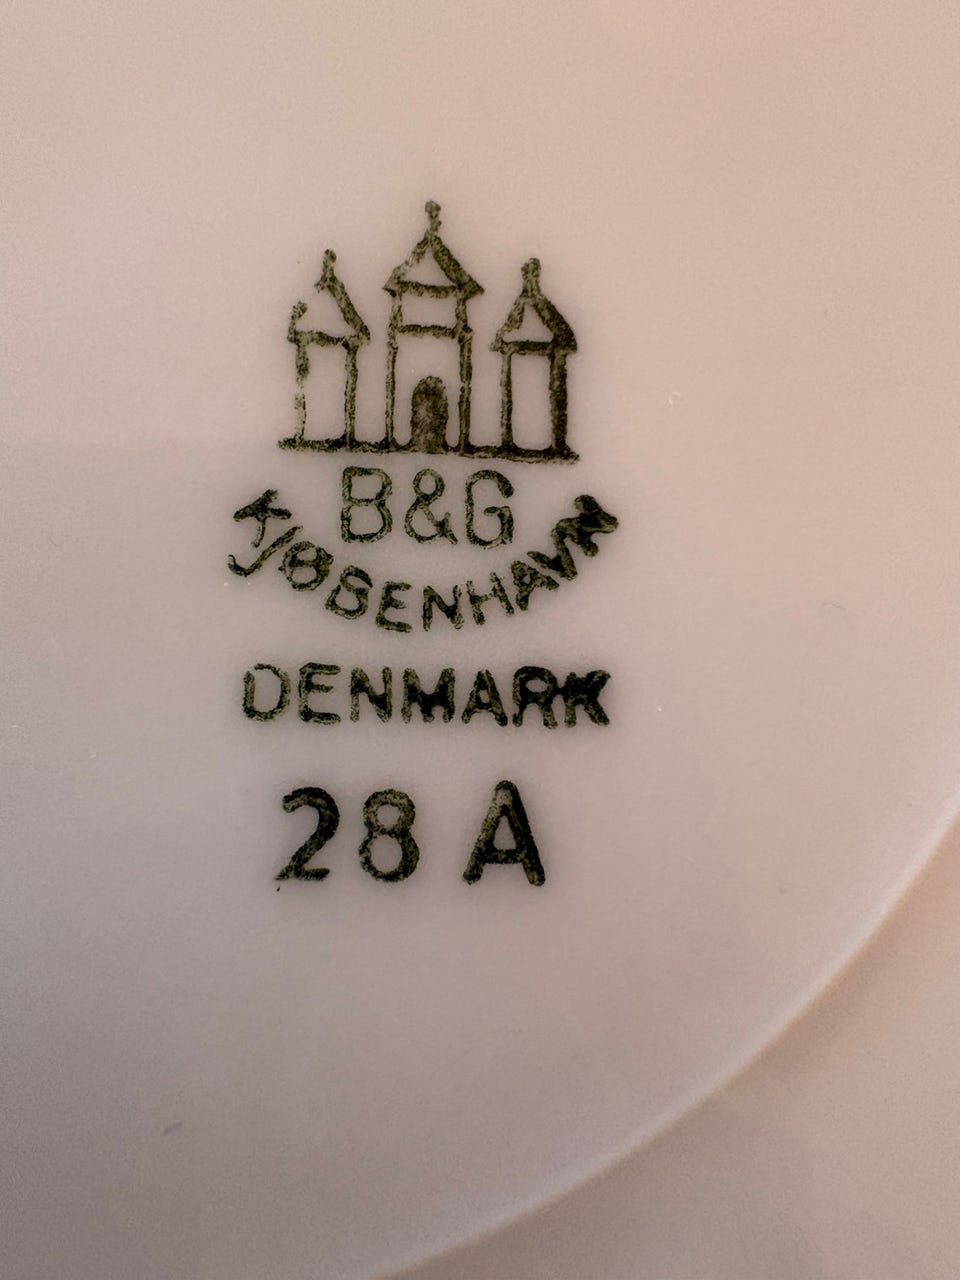 B&G
KJØBENHAVN
DENMARK
28 A